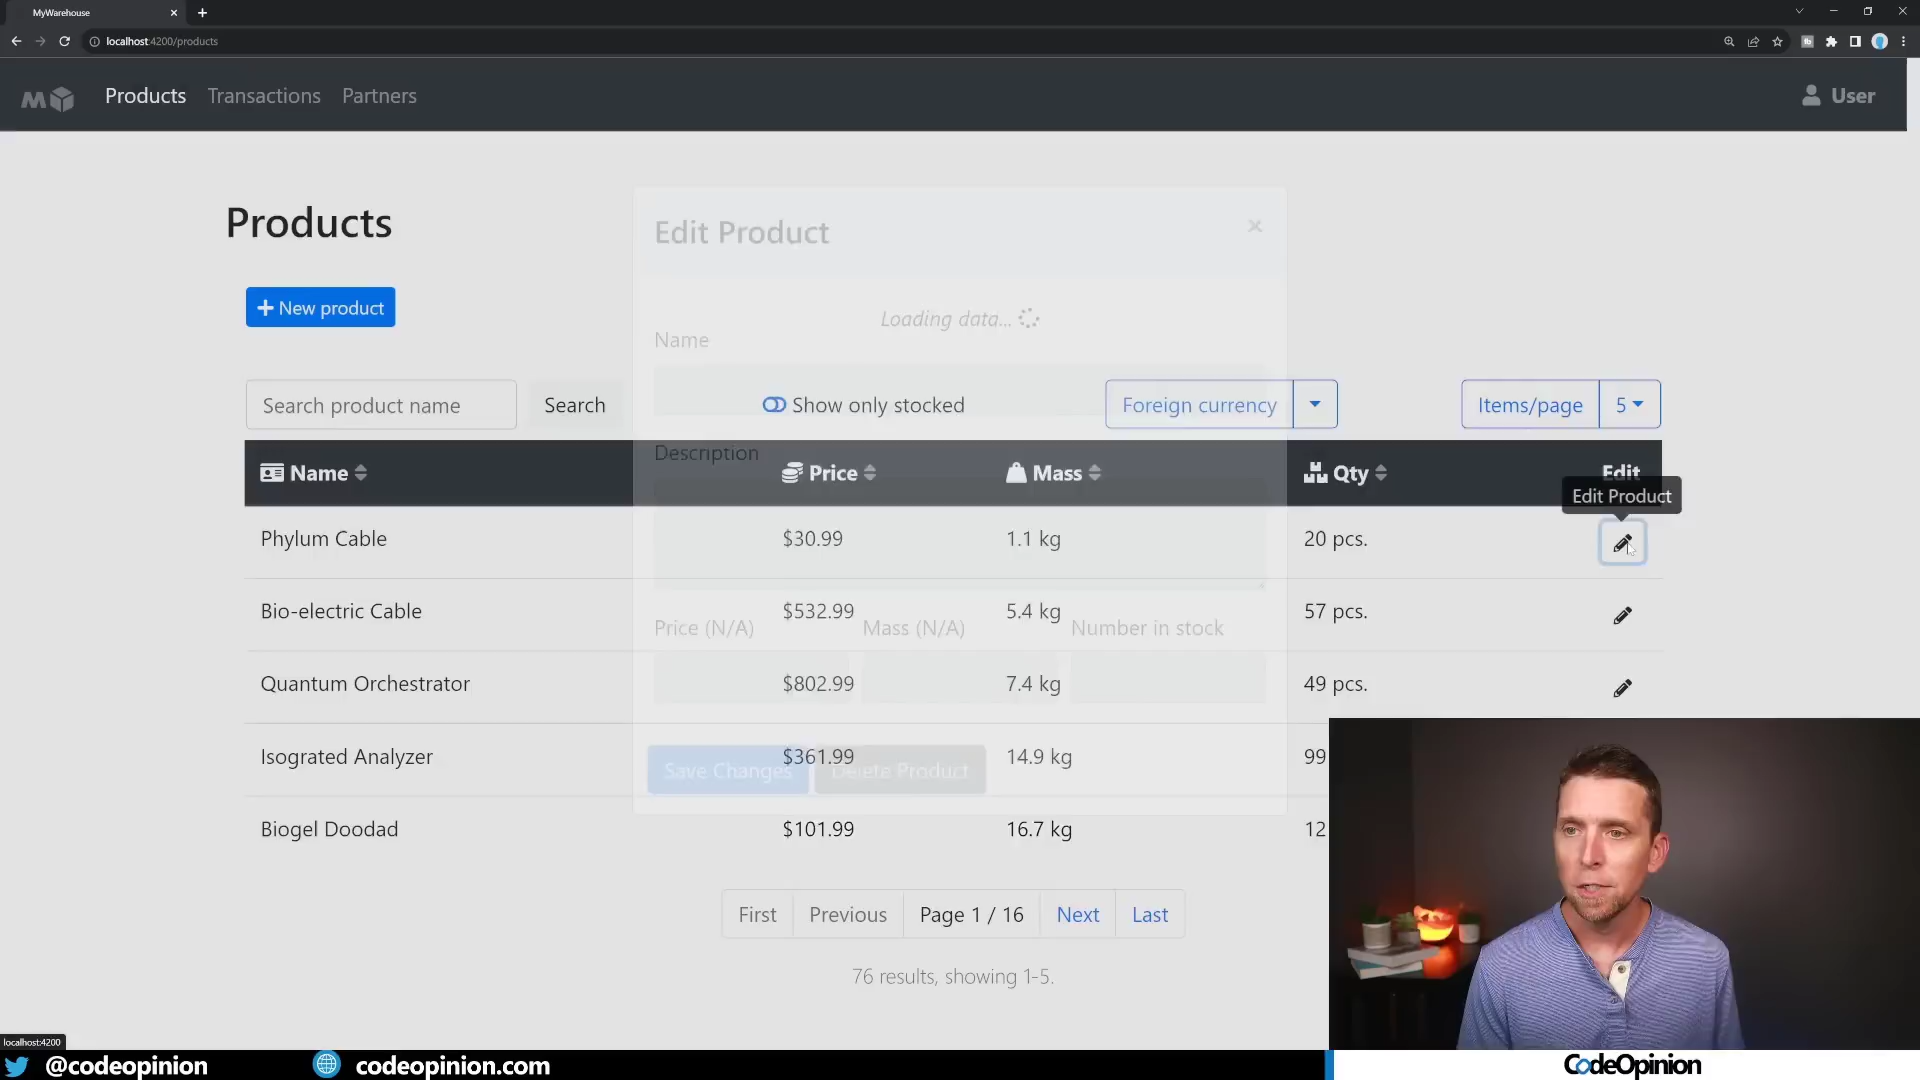 MyWarehouse
localhost:4200/products
M Products Transactions Partners User
Products
Edit Product
New product
Loading data...
Name
Search product name Search Show only stocked Foreign currency Items/page 5
Description
Name Price Mass Qty Edit
Edit Product
Phylum Cable $30.99 1.1 kg 20 pcs.
Bio-electric Cable $532.99 5.4 kg 57 pcs.
Price (N/A) Mass (N/A) Number in stock
Quantum Orchestrator $802.99 7.4 kg 49 pcs.
Isograted Analyzer $361.99 14.9 kg 99
Save Changes Delete Product
Biogel Doodad $101.99 16.7 kg 12
First Previous Page 1 / 16 Next Last
76 results, showing 1-5.
localhost:4200
@codeopinion codeopinion.com CodeOpinion